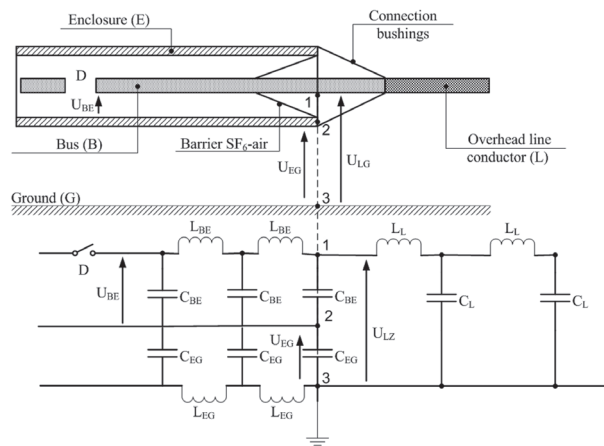 Enclosure (E)
Connection
bushings
D
U_BE
1
2
Bus (B)
Barrier SF₆-air
U_EG
U_LG
Overhead line
conductor (L)
3
Ground (G)
L_BE
L_BE
1
L_L
L_L
D
U_BE
C_BE
C_BE
C_BE
C_L
C_L
2
U_LZ
U_EG
C_EG
C_EG
C_EG
3
L_EG
L_EG